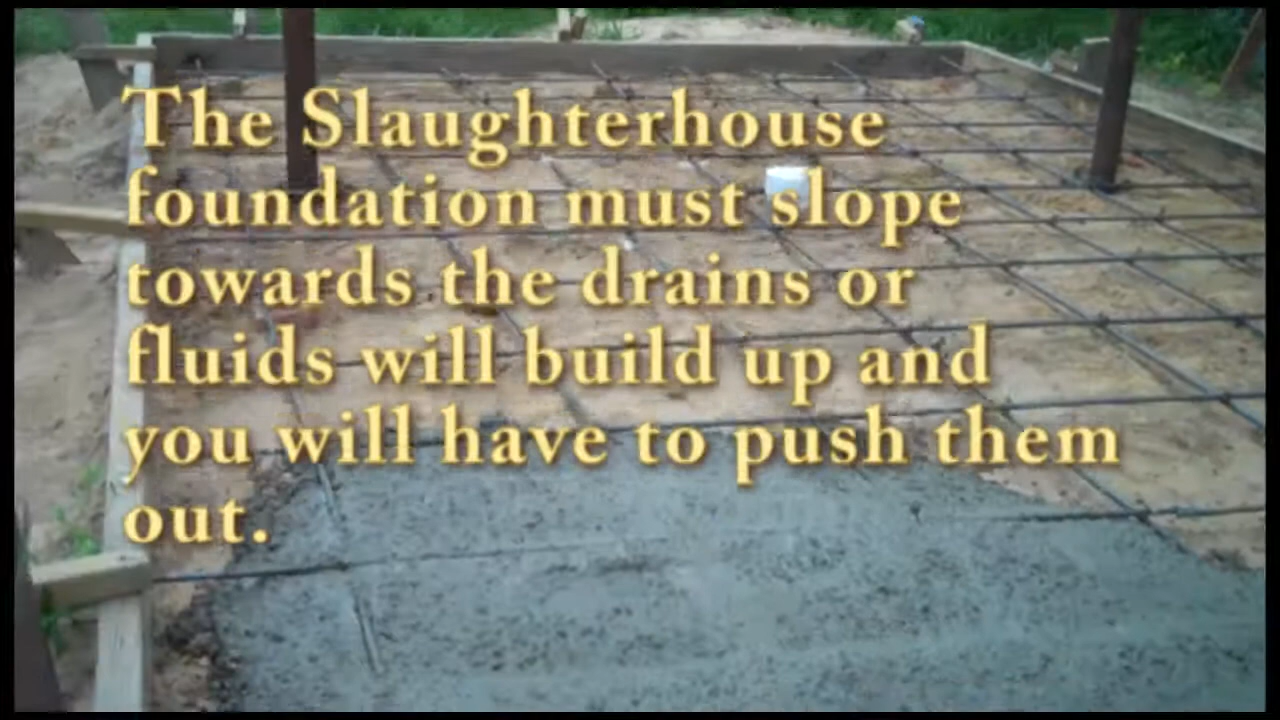 The Slaughterhouse
foundation must slope
towards the drains or
fluids will build up and
you will have to push them
out.